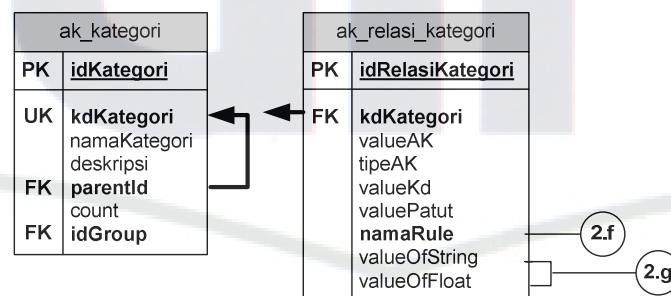 ak_kategori
PK idKategori
UK kdKategori
namaKategori
deskripsi
FK parentId
count
FK idGroup
ak_relasi_kategori
PK idRelasiKategori
FK kdKategori
valueAK
tipeAK
valueKd
valuePatut
namaRule
valueOfString
valueOfFloat
2.f
2.g